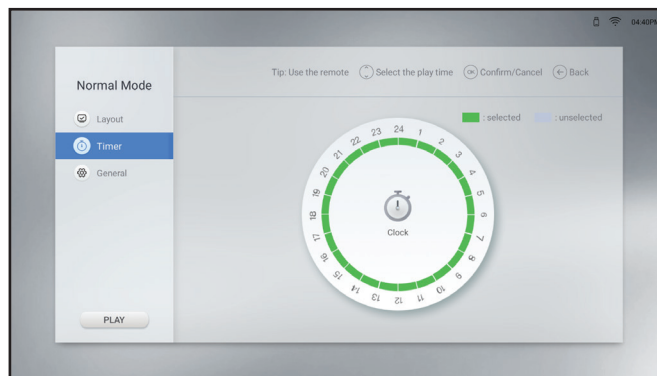 04:40PM
Normal Mode
Tip: Use the remote Select the play time OK Confirm/Cancel Back
Layout
Timer
General
: selected : unselected
24
1
2
3
4
5
6
7
8
9
10
11
12
13
14
15
16
17
18
19
20
21
22
23
Clock
PLAY